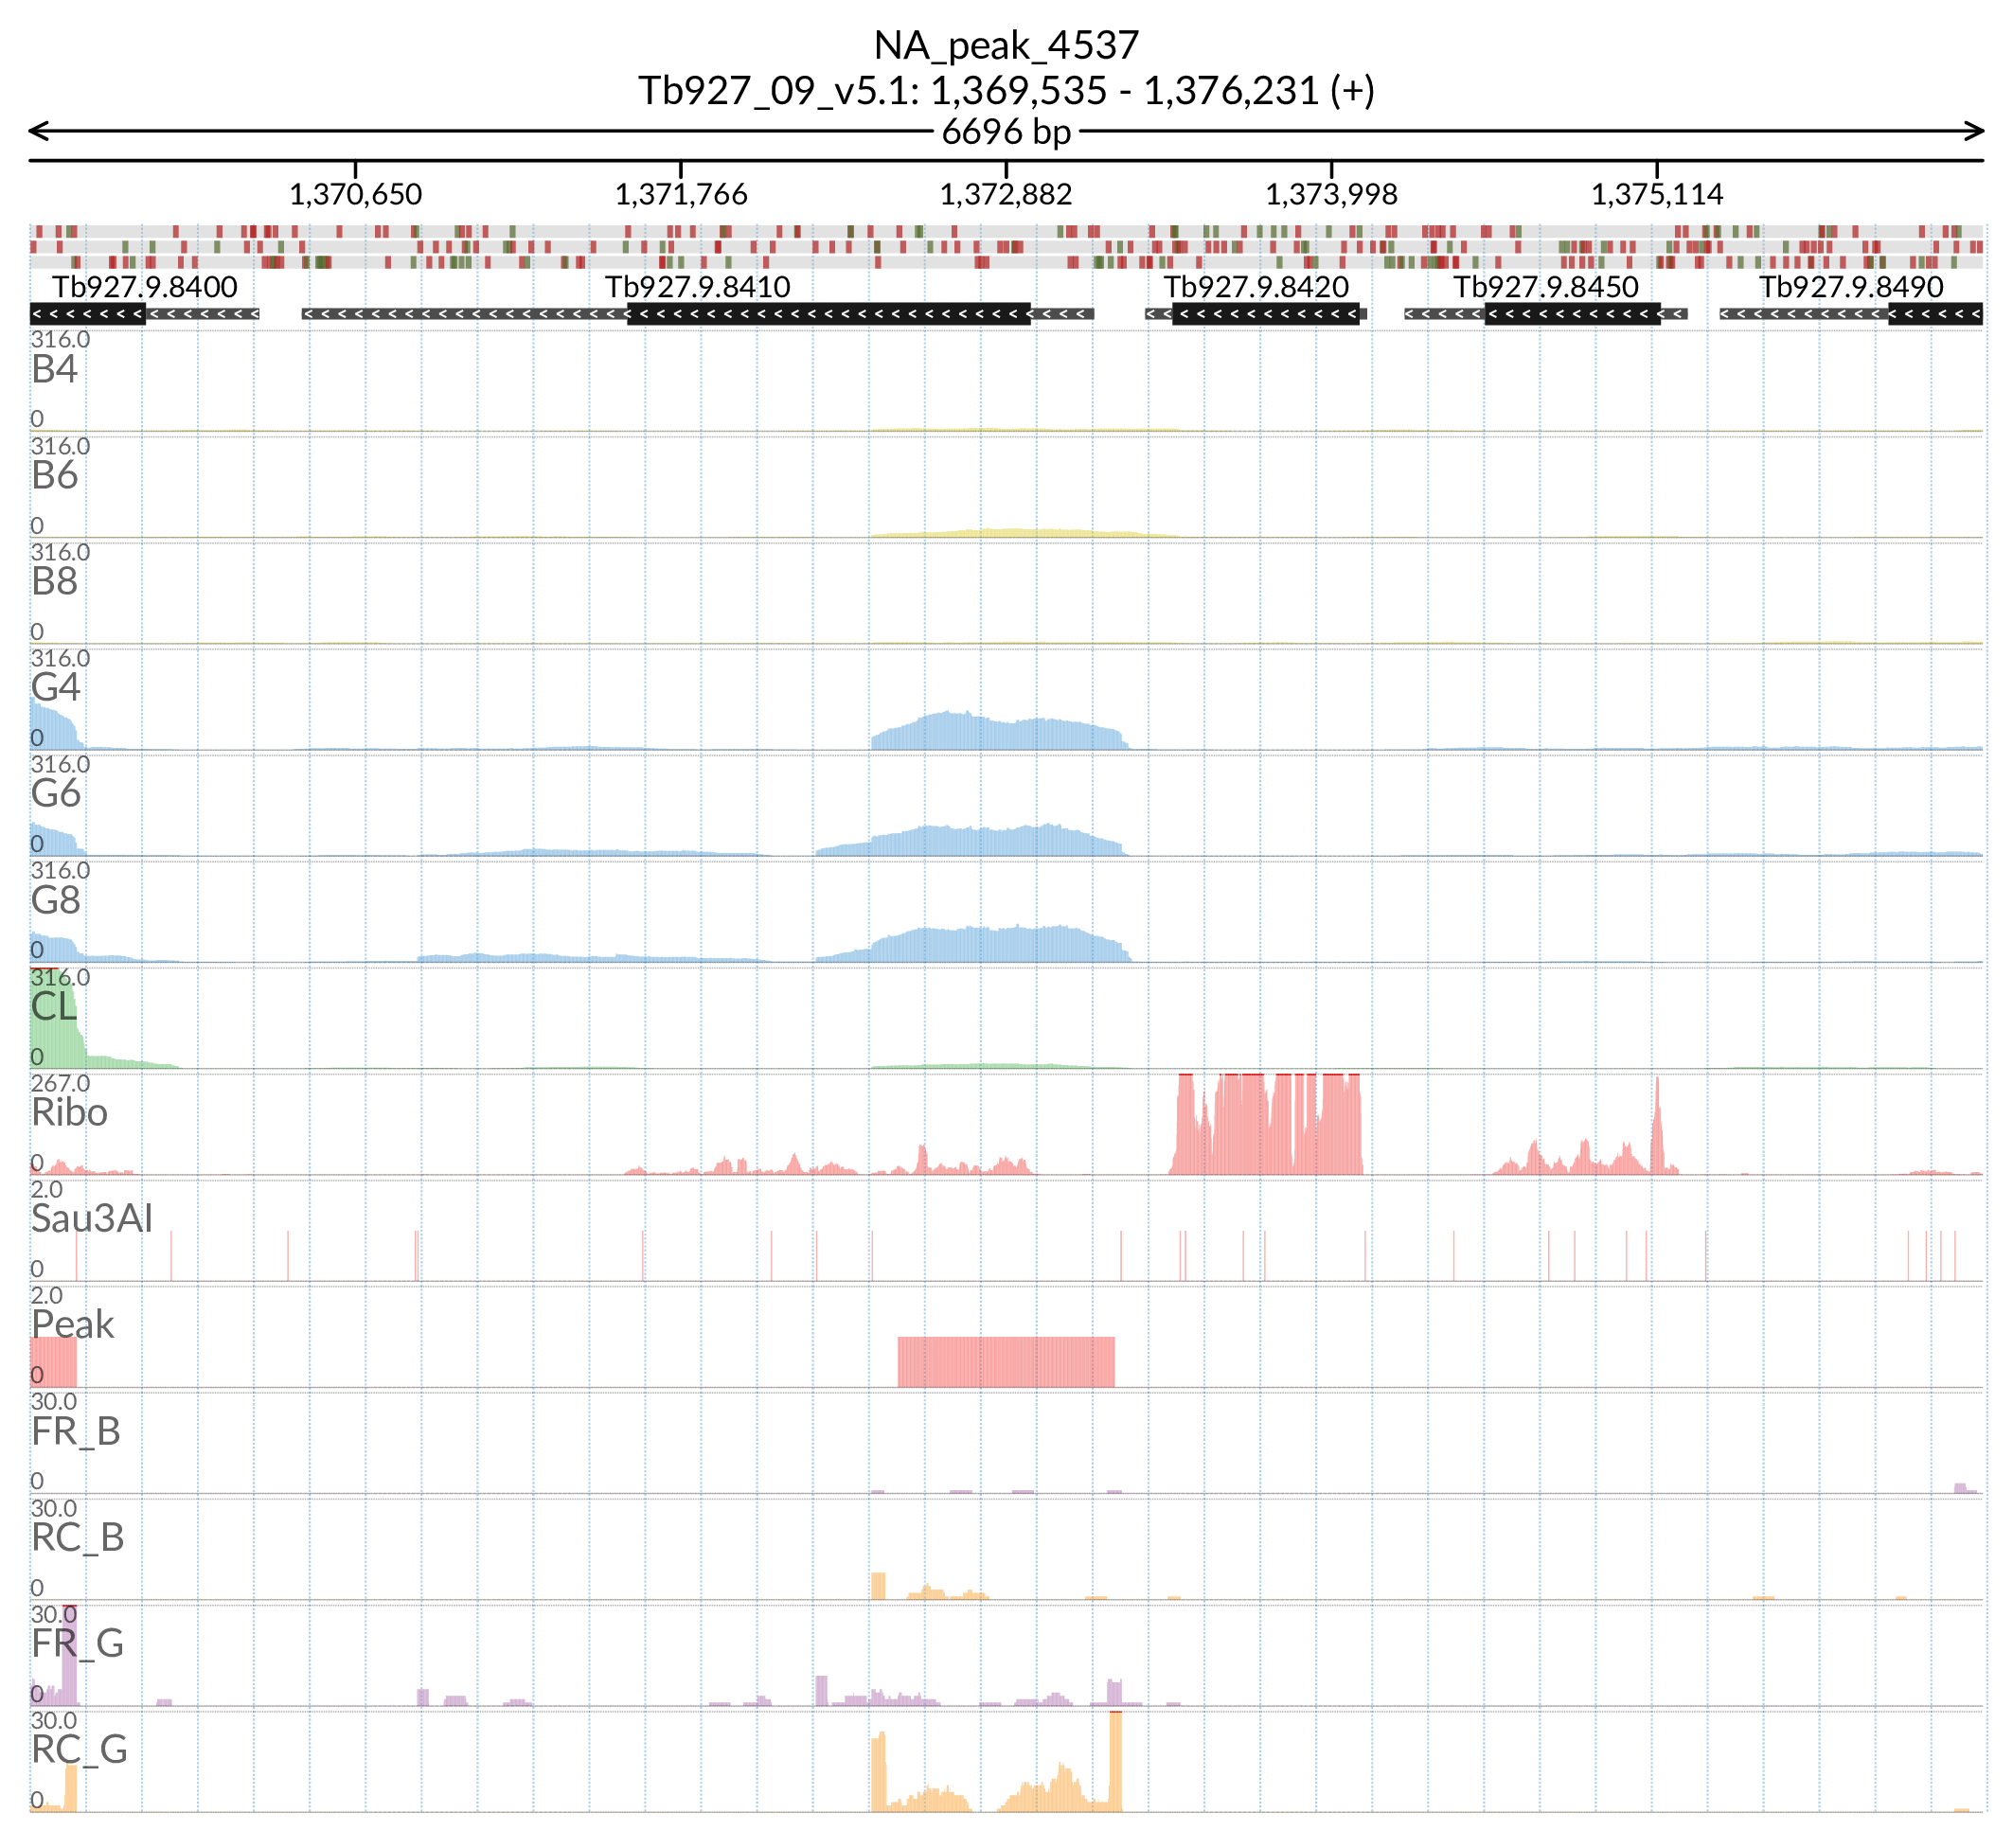 NA_peak_4537
Tb927_09_v5.1: 1,369,535 - 1,376,231 (+)
6696 bp
1,370,650 1,371,766 1,372,882 1,373,998 1,375,114
Tb927.9.8400 Tb927.9.8410 Tb927.9.8420 Tb927.9.8450 Tb927.9.8490
316.0
B4
0
316.0
B6
0
316.0
B8
0
316.0
G4
0
316.0
G6
0
316.0
G8
0
316.0
CL
0
267.0
Ribo
0
2.0
Sau3AI
0
2.0
Peak
0
30.0
FR_B
0
30.0
RC_B
0
30.0
FR_G
0
30.0
RC_G
0